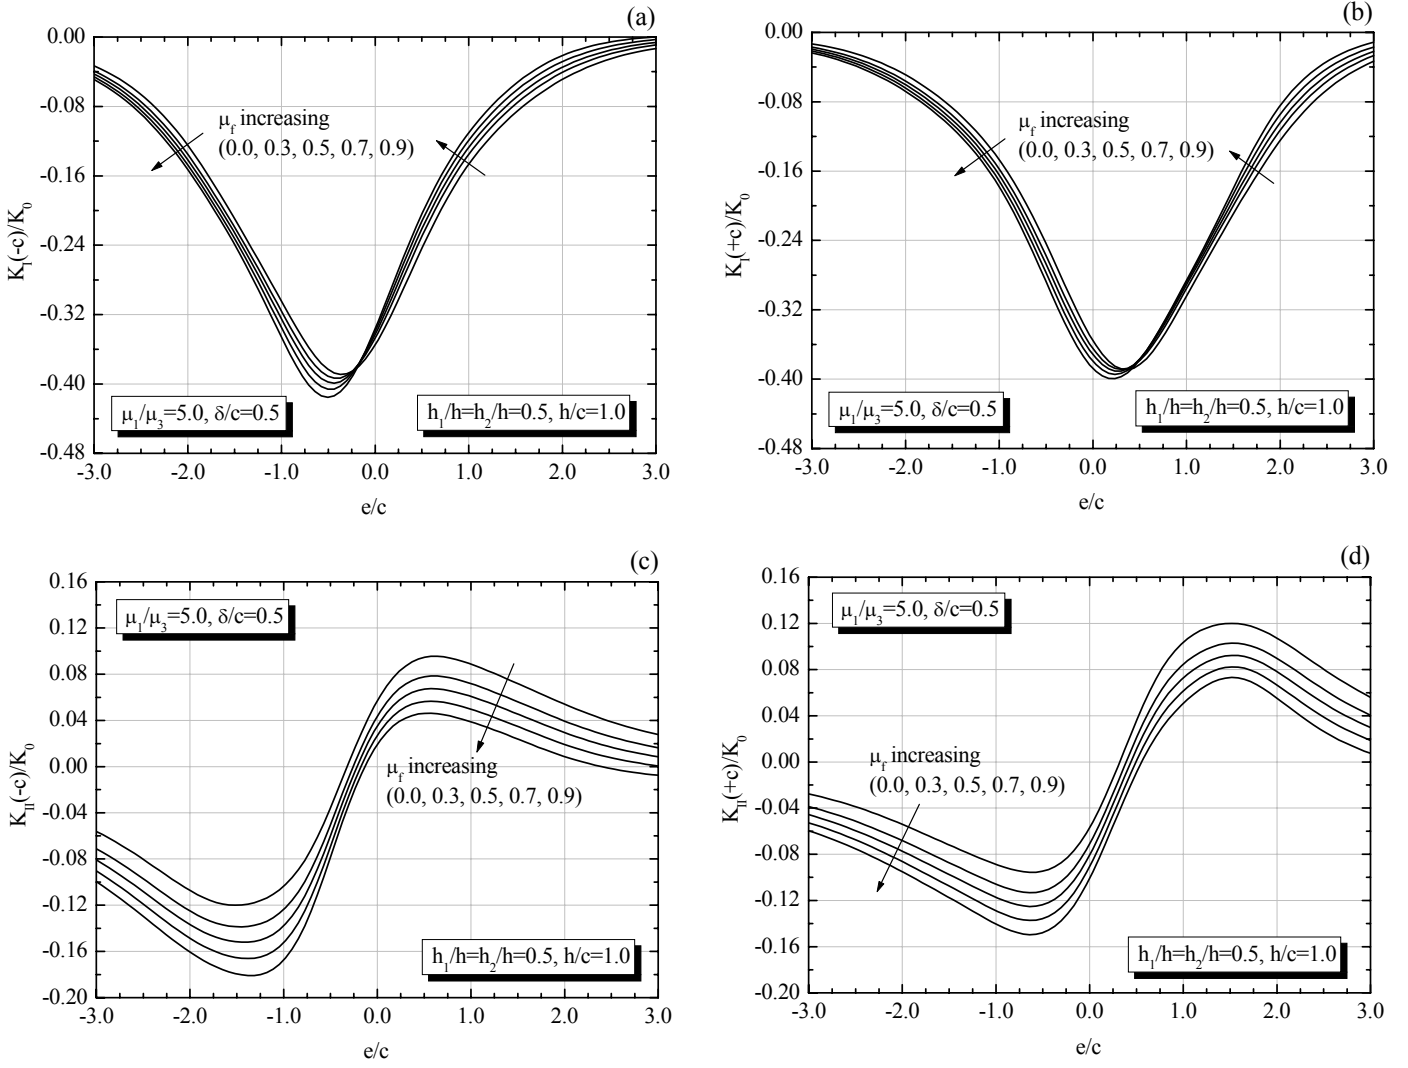 (a)
0.00
-0.08
-0.16
-0.24
-0.32
-0.40
-0.48
K_I(-c)/K_0
μ_f increasing
(0.0, 0.3, 0.5, 0.7, 0.9)
μ_1/μ_3=5.0, δ/c=0.5
h_1/h=h_2/h=0.5, h/c=1.0
-3.0 -2.0 -1.0 0.0 1.0 2.0 3.0
e/c
(b)
0.00
-0.08
-0.16
-0.24
-0.32
-0.40
-0.48
K_I(+c)/K_0
μ_f increasing
(0.0, 0.3, 0.5, 0.7, 0.9)
μ_1/μ_3=5.0, δ/c=0.5
h_1/h=h_2/h=0.5, h/c=1.0
-3.0 -2.0 -1.0 0.0 1.0 2.0 3.0
e/c
(c)
0.16
0.12
0.08
0.04
0.00
-0.04
-0.08
-0.12
-0.16
-0.20
K_II(-c)/K_0
μ_1/μ_3=5.0, δ/c=0.5
μ_f increasing
(0.0, 0.3, 0.5, 0.7, 0.9)
h_1/h=h_2/h=0.5, h/c=1.0
-3.0 -2.0 -1.0 0.0 1.0 2.0 3.0
e/c
(d)
0.16
0.12
0.08
0.04
0.00
-0.04
-0.08
-0.12
-0.16
-0.20
K_II(+c)/K_0
μ_1/μ_3=5.0, δ/c=0.5
μ_f increasing
(0.0, 0.3, 0.5, 0.7, 0.9)
h_1/h=h_2/h=0.5, h/c=1.0
-3.0 -2.0 -1.0 0.0 1.0 2.0 3.0
e/c